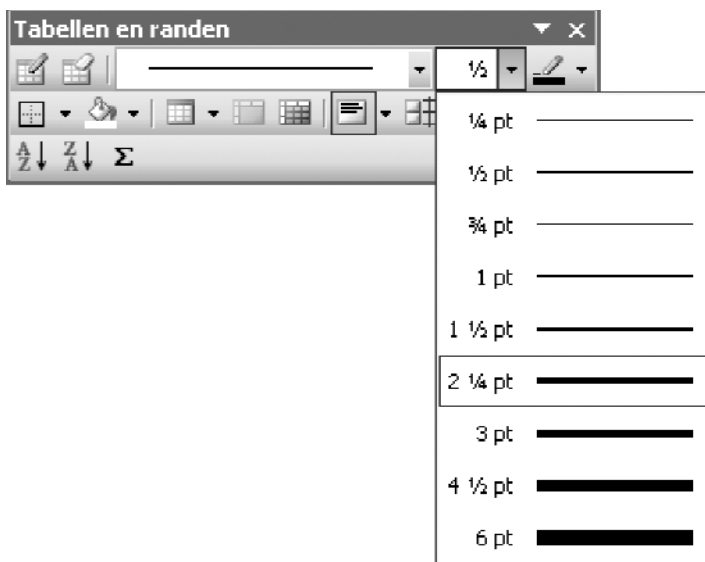 Tabellen en randen
½
¼ pt
½ pt
¾ pt
1 pt
1 ½ pt
2 ¼ pt
3 pt
4 ½ pt
6 pt
A Z
Z A
Σ